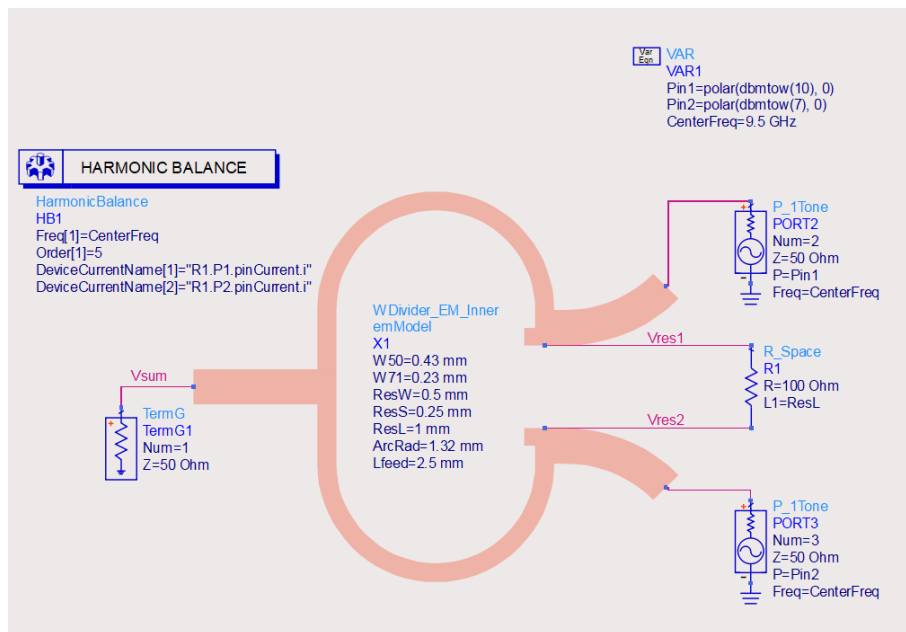 Var
Eqn
VAR
VAR1
Pin1=polar(dbmtow(10), 0)
Pin2=polar(dbmtow(7), 0)
CenterFreq=9.5 GHz
HARMONIC BALANCE
HarmonicBalance
HB1
Freq[1]=CenterFreq
Order[1]=5
DeviceCurrentName[1]="R1.P1.pinCurrent.i"
DeviceCurrentName[2]="R1.P2.pinCurrent.i"
P_1Tone
PORT2
Num=2
Z=50 Ohm
P=Pin1
Freq=CenterFreq
WDivider_EM_Inner
emModel
X1
W50=0.43 mm
W71=0.23 mm
ResW=0.5 mm
ResS=0.25 mm
ResL=1 mm
ArcRad=1.32 mm
Lfeed=2.5 mm
Vres1
R_Space
R1
R=100 Ohm
L1=ResL
Vres2
Vsum
TermG
TermG1
Num=1
Z=50 Ohm
P_1Tone
PORT3
Num=3
Z=50 Ohm
P=Pin2
Freq=CenterFreq